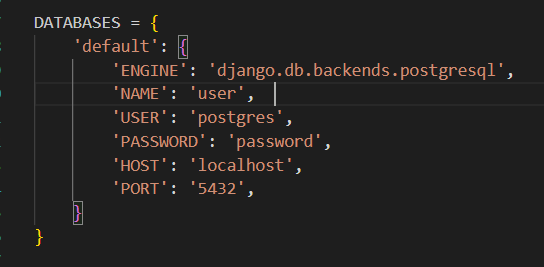 DATABASES = {
'default': {
'ENGINE': 'django.db.backends.postgresql',
'NAME': 'user',
'USER': 'postgres',
'PASSWORD': 'password',
'HOST': 'localhost',
'PORT': '5432',
}
}